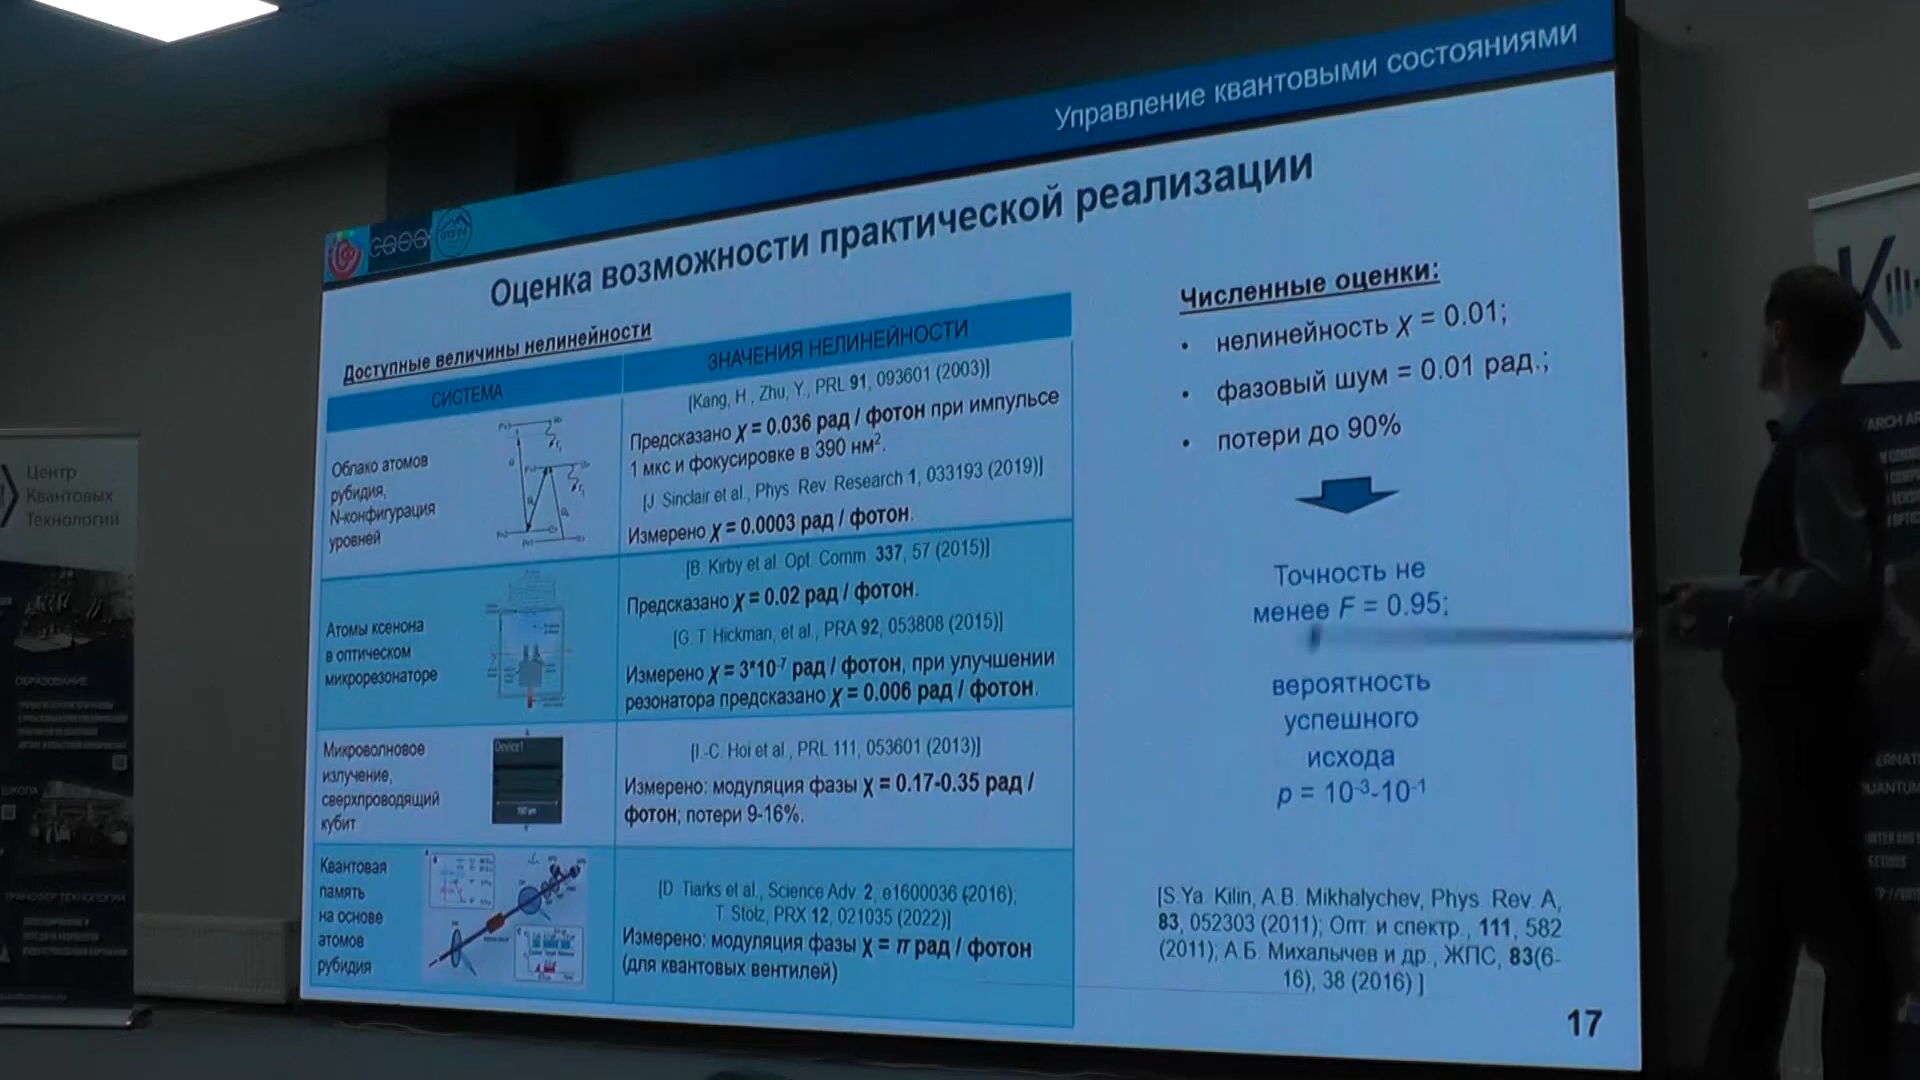 Управление квантовыми состояниями
Оценка возможности практической реализации
Доступные величины нелинейности
СИСТЕМА
ЗНАЧЕНИЯ НЕЛИНЕЙНОСТИ
Облако атомов
рубидия,
N-конфигурация
уровней
[Kang, H., Zhu, Y., PRL 91, 093601 (2003)]
Предсказано χ = 0.036 рад / фотон при импульсе
1 мкс и фокусировке в 390 нм².
[J. Sinclair et al., Phys. Rev. Research 1, 033193 (2019)]
Измерено χ = 0.0003 рад / фотон.
Атомы ксенона
в оптическом
микрорезонаторе
[B. Kirby et al. Opt. Comm. 337, 57 (2015)]
Предсказано χ = 0.02 рад / фотон.
[G. T. Hickman, et al., PRA 92, 053808 (2015)]
Измерено χ = 3*10⁻⁷ рад / фотон, при улучшении
резонатора предсказано χ = 0.006 рад / фотон.
Микроволновое
излучение,
сверхпроводящий
кубит
Device1
[I.-C. Hoi et al., PRL 111, 053601 (2013)]
Измерено: модуляция фазы χ = 0.17-0.35 рад /
фотон; потери 9-16%.
Квантовая
память
на основе
атомов
рубидия
[D. Tiarks et al., Science Adv. 2, e1600036 (2016);
T. Stolz, PRX 12, 021035 (2022)]
Измерено: модуляция фазы χ = π рад / фотон
(для квантовых вентилей)
Численные оценки:
• нелинейность χ = 0.01;
• фазовый шум = 0.01 рад.;
• потери до 90%
Точность не
менее F = 0.95;
вероятность
успешного
исхода
p = 10⁻³-10⁻¹
[S.Ya. Kilin, A.B. Mikhalychev, Phys. Rev. A,
83, 052303 (2011); Опт. и спектр., 111, 582
(2011); А.Б. Михалычев и др., ЖПС, 83(6-
16), 38 (2016) ]
17
Центр
Квантовых
Технологий
ОБРАЗОВАНИЕ
ШКОЛА
ТРАНСФЕР ТЕХНОЛОГИЙ